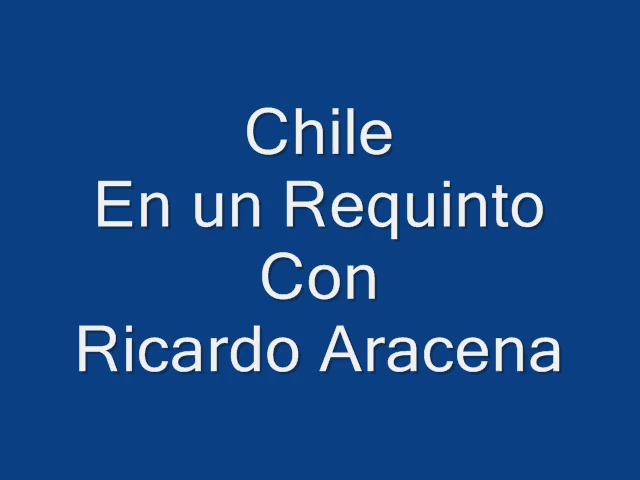 Chile
En un Requinto
Con
Ricardo Aracena